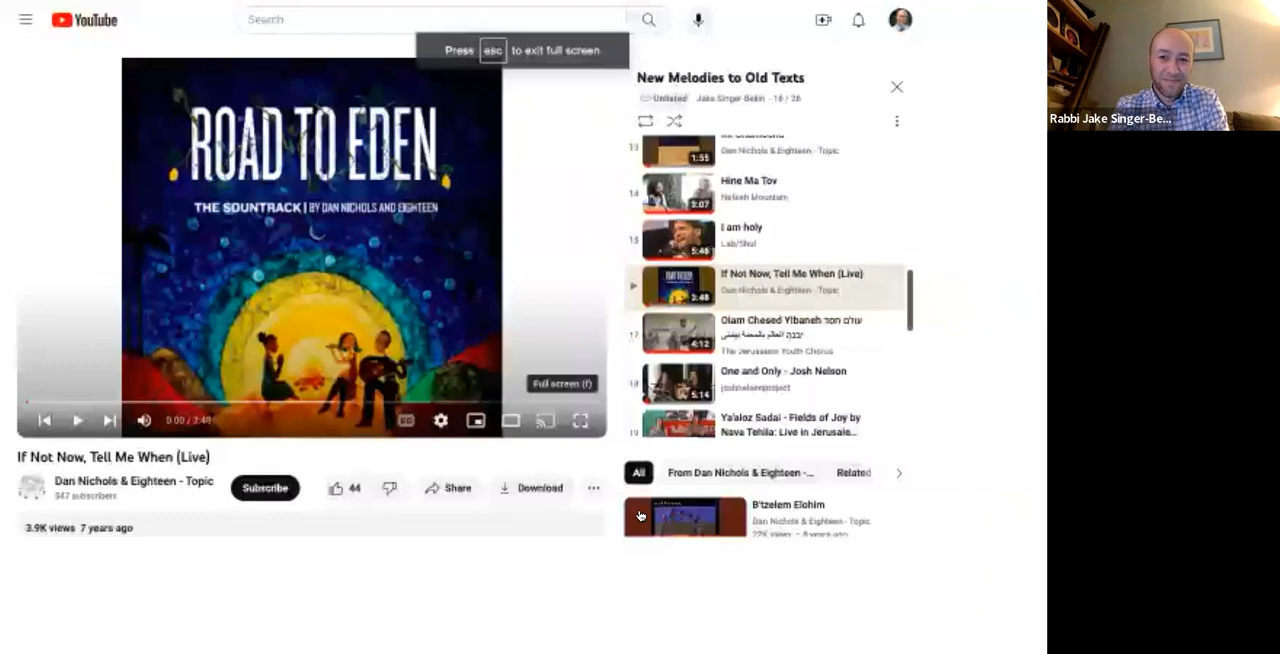 YouTube
Search
Press esc to exit full screen
Rabbi Jake Singer-Be...
ROAD TO EDEN
THE SOUNTRACK | BY DAN NICHOLS AND EIGHTEEN
Full screen (f)
0:00 / 3:48
CC
If Not Now, Tell Me When (Live)
Dan Nichols & Eighteen - Topic
947 subscribers
Subscribe
44
Share
Download
3.9K views 7 years ago
New Melodies to Old Texts
Unlisted Jake Singer-Beilin - 16 / 28
13
1:55
Dan Nichols & Eighteen - Topic
14
3:07
Hine Ma Tov
Nefesh Mountain
15
5:46
I am holy
Lab/Shul
3:48
If Not Now, Tell Me When (Live)
Dan Nichols & Eighteen - Topic
17
4:12
Olam Chesed Yibaneh עולם חסד
The Jerusalem Youth Chorus
18
5:14
One and Only - Josh Nelson
joshnelsonproject
19
Ya'aloz Sadai - Fields of Joy by
Nava Tehila: Live in Jerusale...
All
From Dan Nichols & Eighteen -...
Related
B'tzelem Elohim
Dan Nichols & Eighteen - Topic
22K views